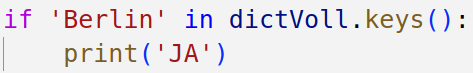 if 'Berlin' in dictVoll.keys():
    print('JA')